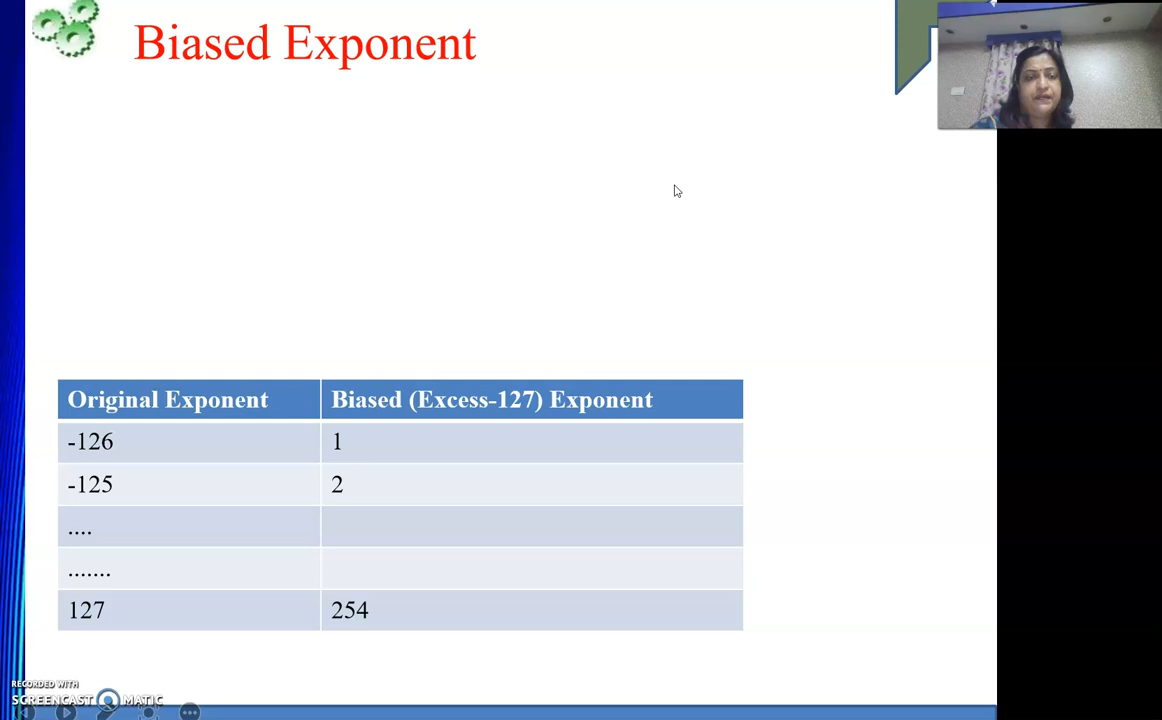 Biased Exponent
Original Exponent Biased (Excess-127) Exponent
-126 1
-125 2
....
.......
127 254
RECORDED WITH
SCREENCAST MATIC